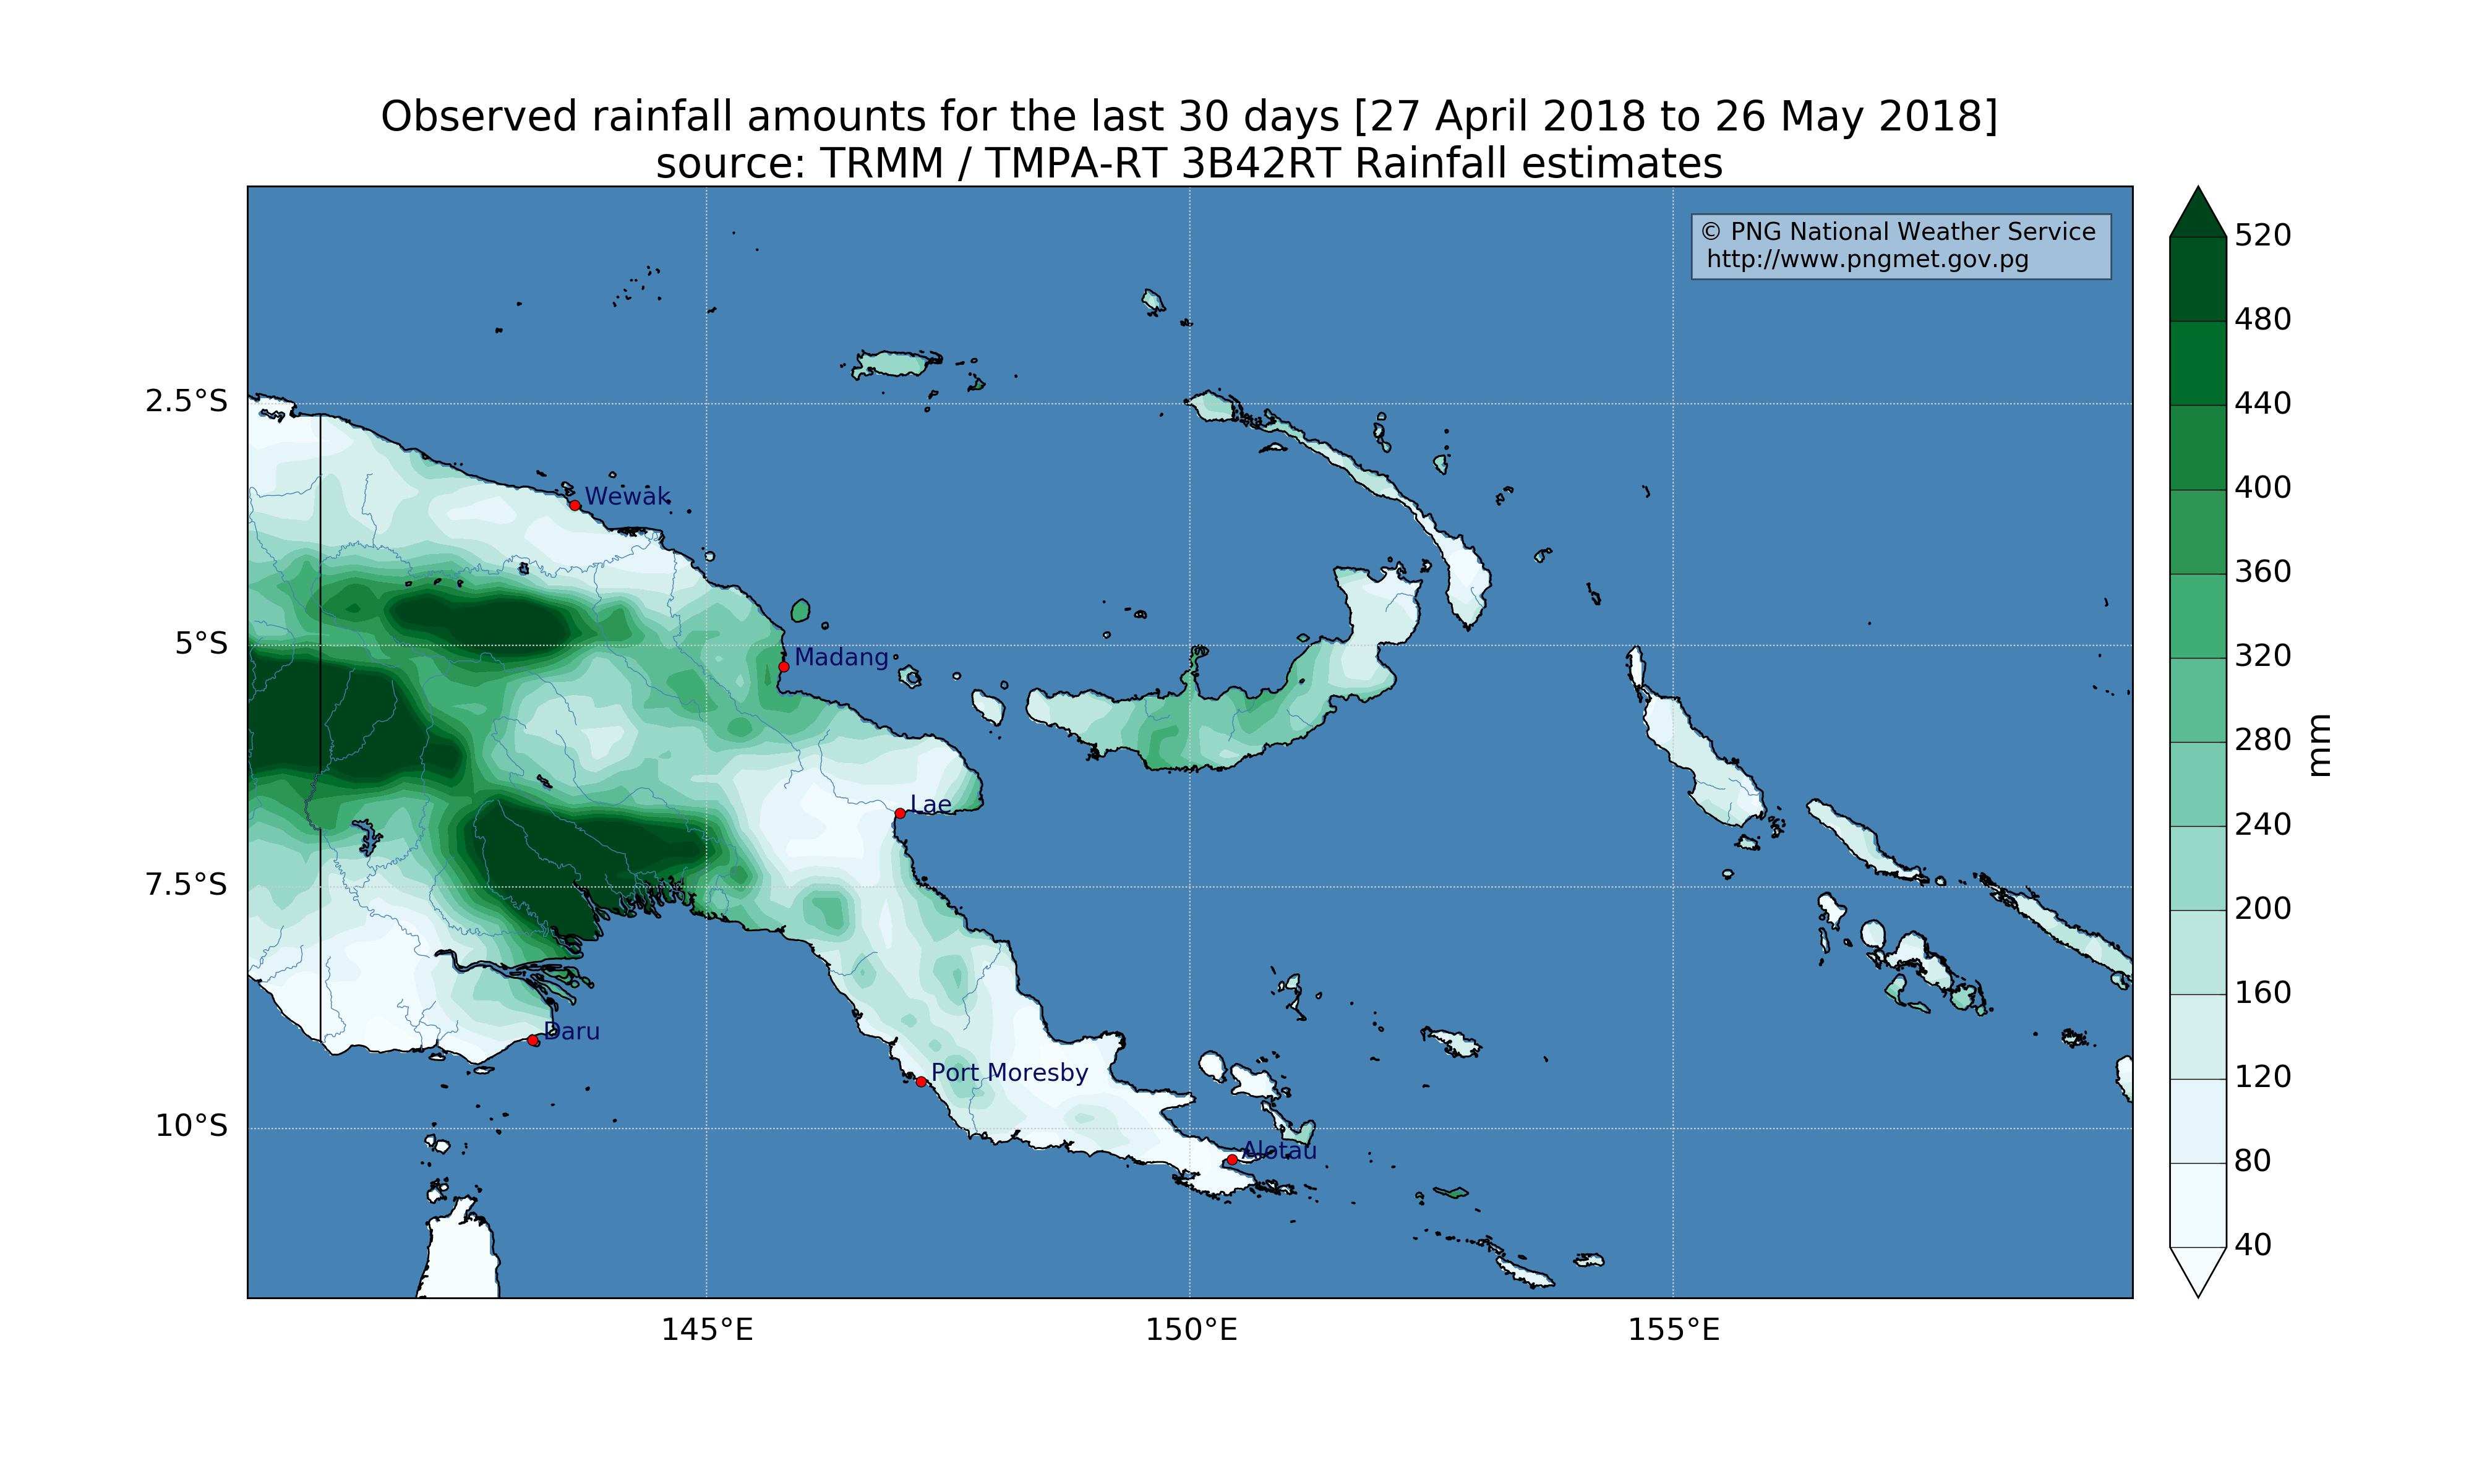 Observed rainfall amounts for the last 30 days [27 April 2018 to 26 May 2018]
source: TRMM / TMPA-RT 3B42RT Rainfall estimates
© PNG National Weather Service
http://www.pngmet.gov.pg
520
480
440
400
360
320
280
240
200
160
120
80
40
mm
2.5°S
5°S
7.5°S
10°S
Wewak
Madang
Lae
Daru
Port Moresby
Alotau
145°E
150°E
155°E